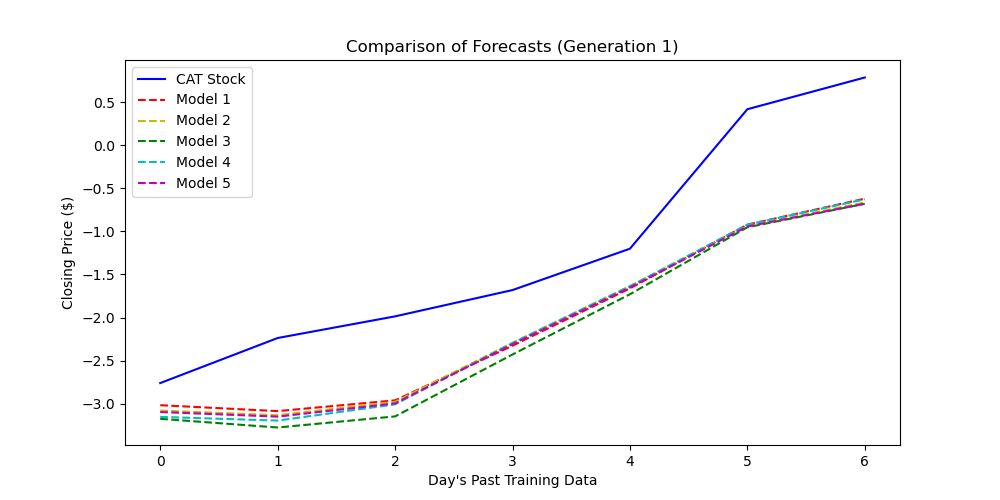 Comparison of Forecasts (Generation 1)
CAT Stock
Model 1
Model 2
Model 3
Model 4
Model 5
Closing Price ($)
0.5
0.0
−0.5
−1.0
−1.5
−2.0
−2.5
−3.0
0 1 2 3 4 5 6
Day's Past Training Data